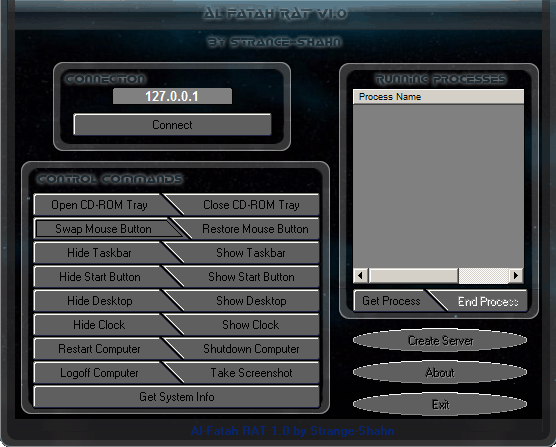 Al Fatah RAT v1.0
by Strange-Shahn
Connection
127.0.0.1
Connect
Running Processes
Process Name
Get Process End Process
Control Commands
Open CD-ROM Tray Close CD-ROM Tray
Swap Mouse Button Restore Mouse Button
Hide Taskbar Show Taskbar
Hide Start Button Show Start Button
Hide Desktop Show Desktop
Hide Clock Show Clock
Restart Computer Shutdown Computer
Logoff Computer Take Screenshot
Get System Info
Create Server
About
Exit
Al-Fatah RAT 1.0 by Strange-Shahn